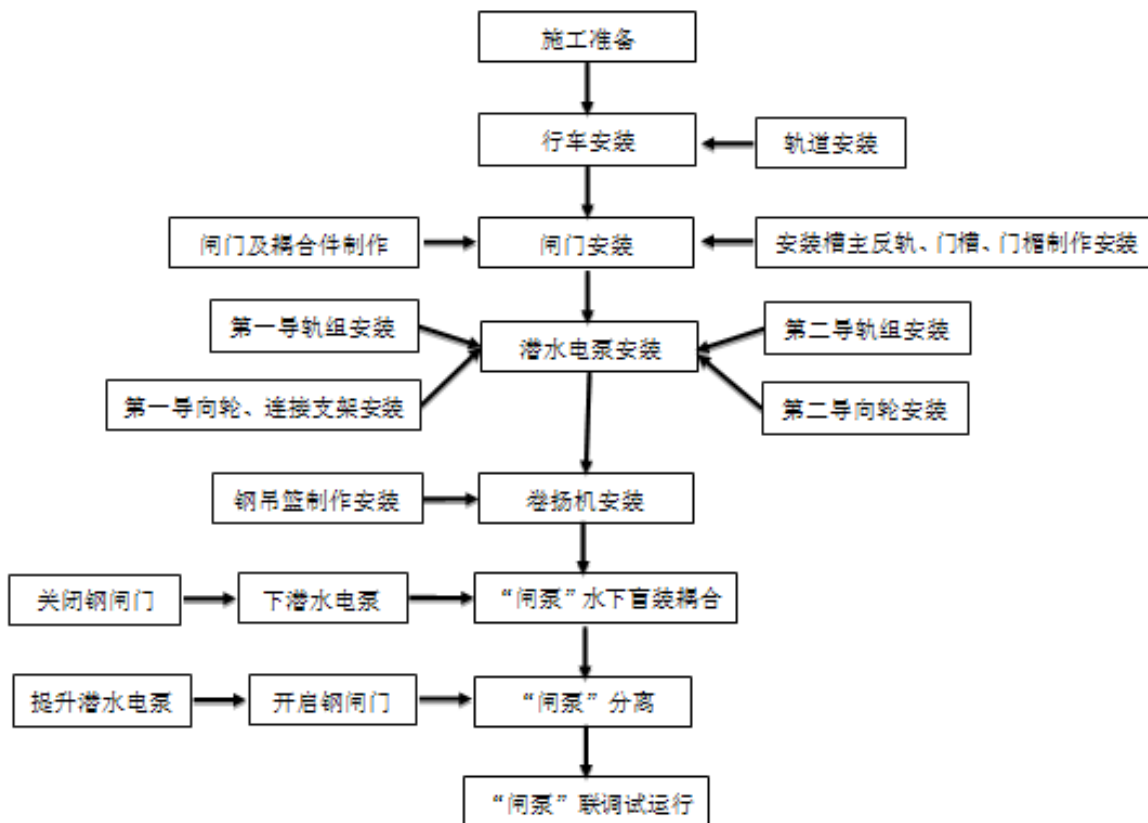 施工准备
行车安装
轨道安装
闸门及耦合件制作
闸门安装
安装槽主反轨、门槽、门楣制作安装
第一导轨组安装
潜水电泵安装
第二导轨组安装
第一导向轮、连接支架安装
第二导向轮安装
钢吊篮制作安装
卷扬机安装
关闭钢闸门
下潜水电泵
“闸泵”水下盲装耦合
提升潜水电泵
开启钢闸门
“闸泵”分离
“闸泵”联调试运行